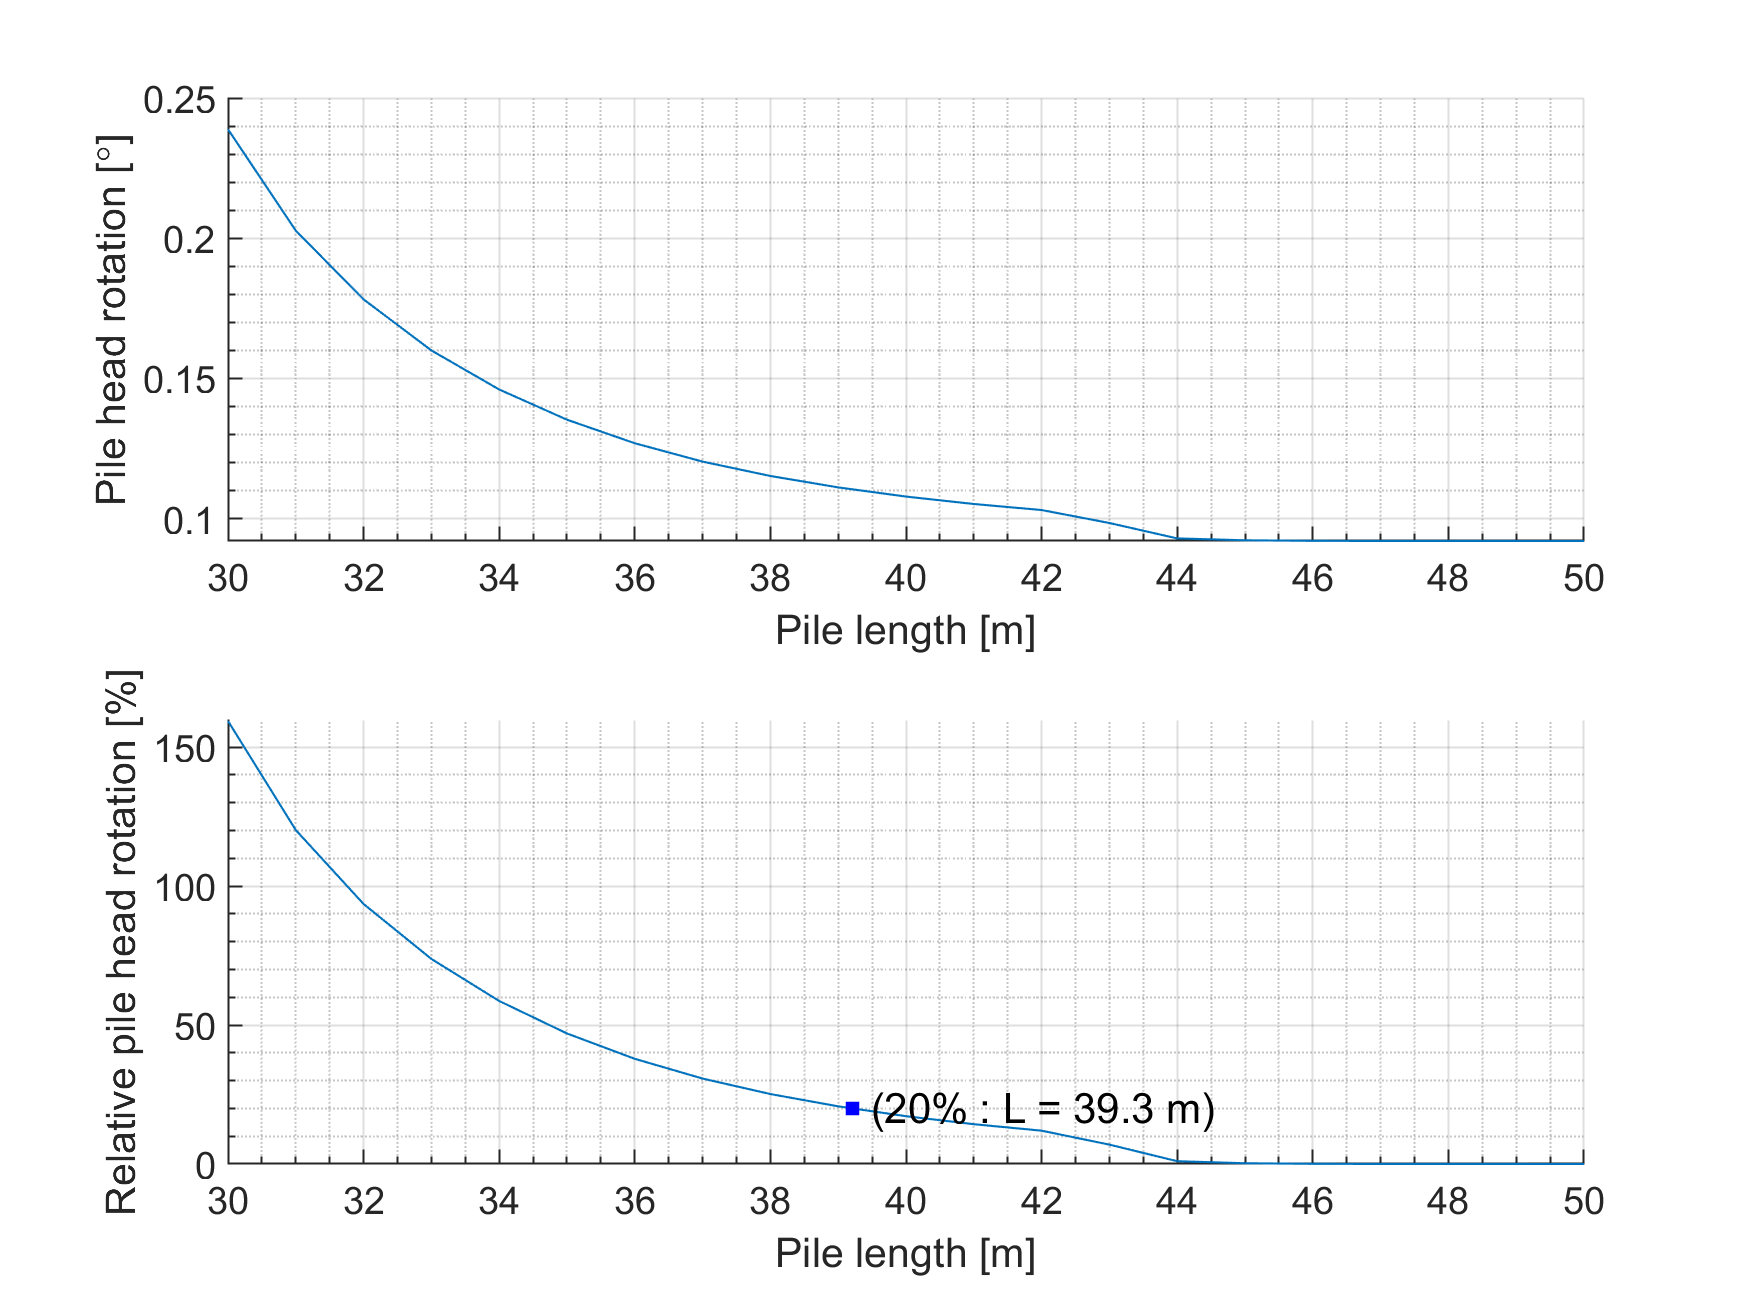 Pile head rotation [°]
0.25
0.2
0.15
0.1
30 32 34 36 38 40 42 44 46 48 50
Pile length [m]
Relative pile head rotation [%]
150
100
50
0
(20% : L = 39.3 m)
30 32 34 36 38 40 42 44 46 48 50
Pile length [m]